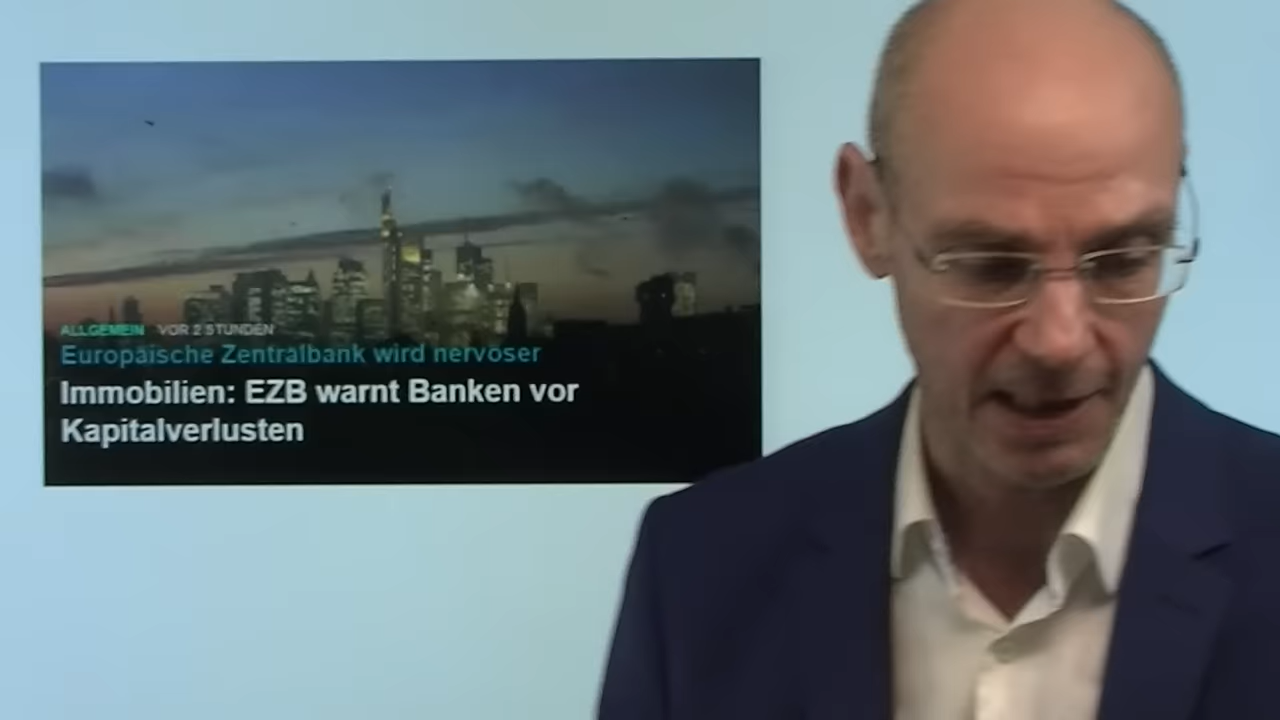 ALLGEMEIN VOR 2 STUNDEN
Europäische Zentralbank wird nervöser
Immobilien: EZB warnt Banken vor
Kapitalverlusten